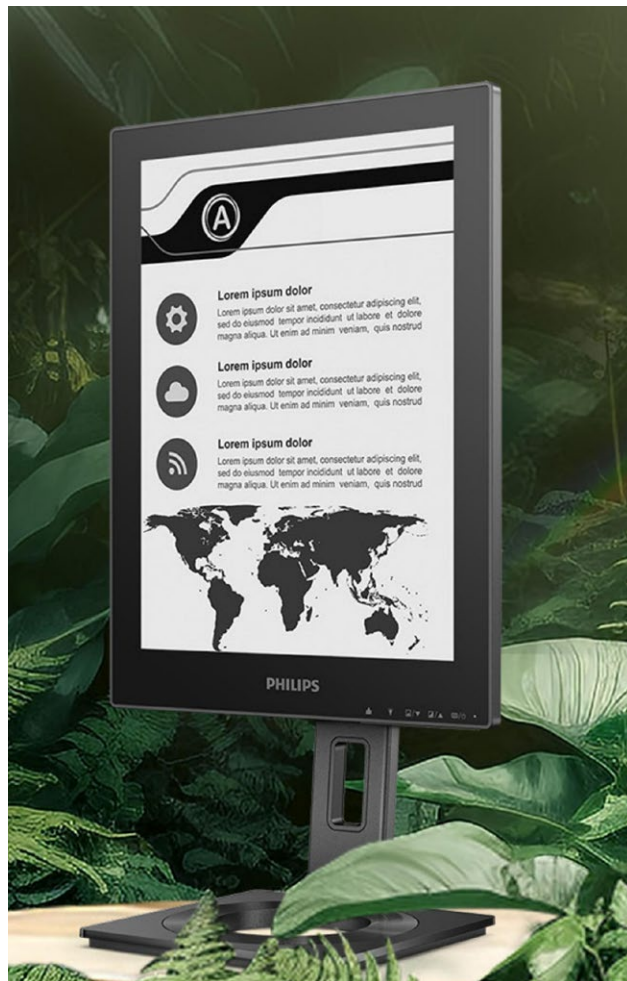 A
Lorem ipsum dolor
Lorem ipsum dolor sit amet, consectetur adipiscing elit,
sed do eiusmod tempor incididunt ut labore et dolore
magna aliqua. Ut enim ad minim veniam, quis nostrud
Lorem ipsum dolor
Lorem ipsum dolor sit amet, consectetur adipiscing elit,
sed do eiusmod tempor incididunt ut labore et dolore
magna aliqua. Ut enim ad minim veniam, quis nostrud
Lorem ipsum dolor
Lorem ipsum dolor sit amet, consectetur adipiscing elit,
sed do eiusmod tempor incididunt ut labore et dolore
magna aliqua. Ut enim ad minim veniam, quis nostrud
PHILIPS